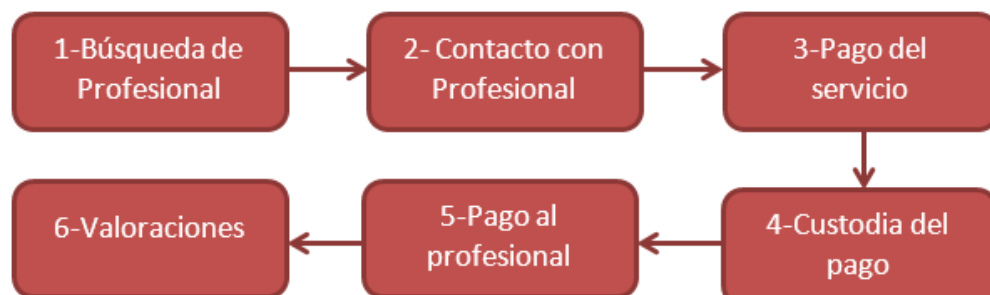 1-Búsqueda de
Profesional
2- Contacto con
Profesional
3-Pago del
servicio
4-Custodia del
pago
5-Pago al
profesional
6-Valoraciones